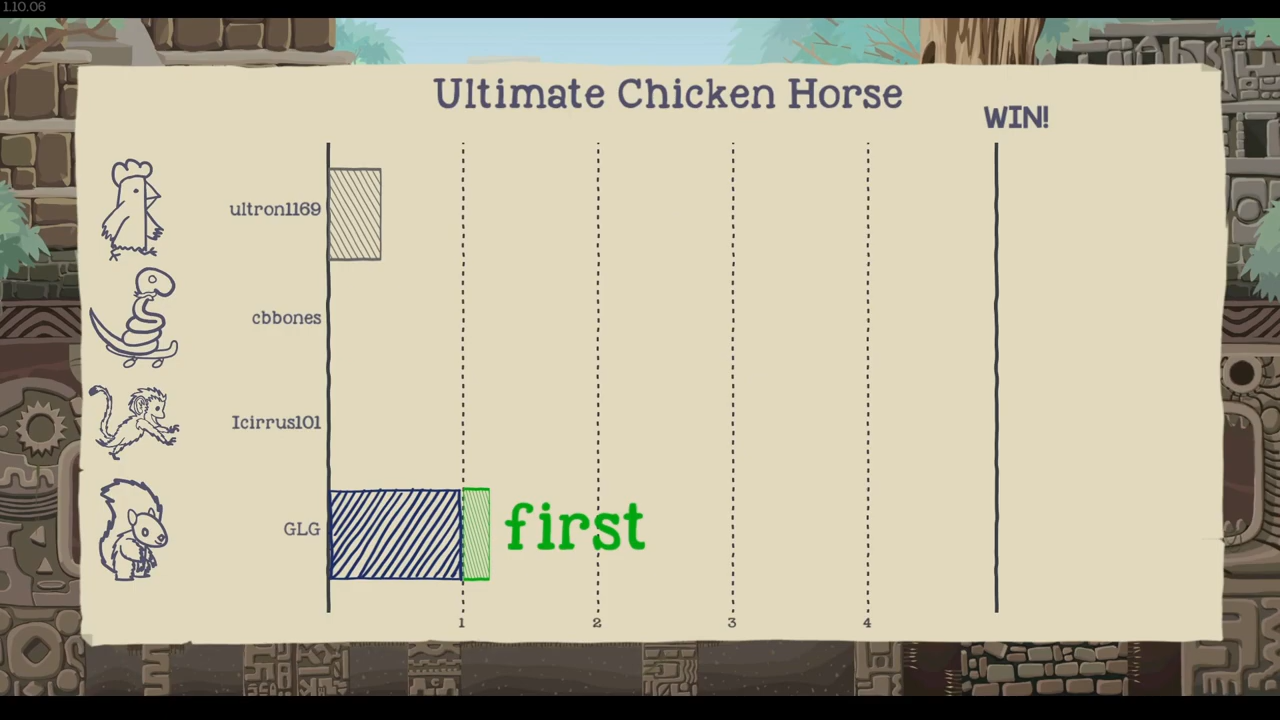 1.10.06
Ultimate Chicken Horse
WIN!
ultron1169
cbbones
Icirrus101
GLG
first
1 2 3 4